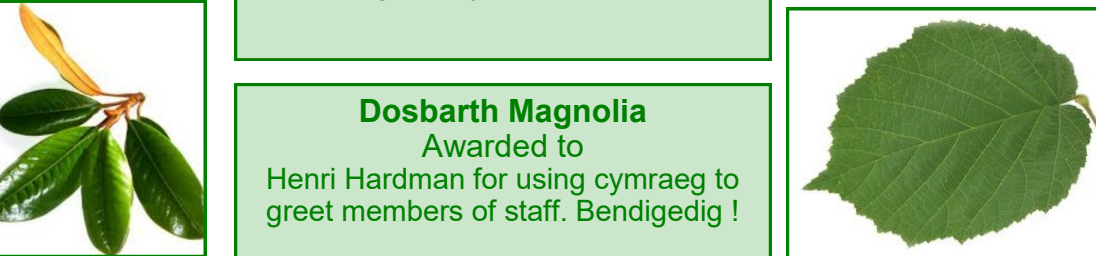 Dosbarth Magnolia
Awarded to
Henri Hardman for using cymraeg to
greet members of staff. Bendigedig !